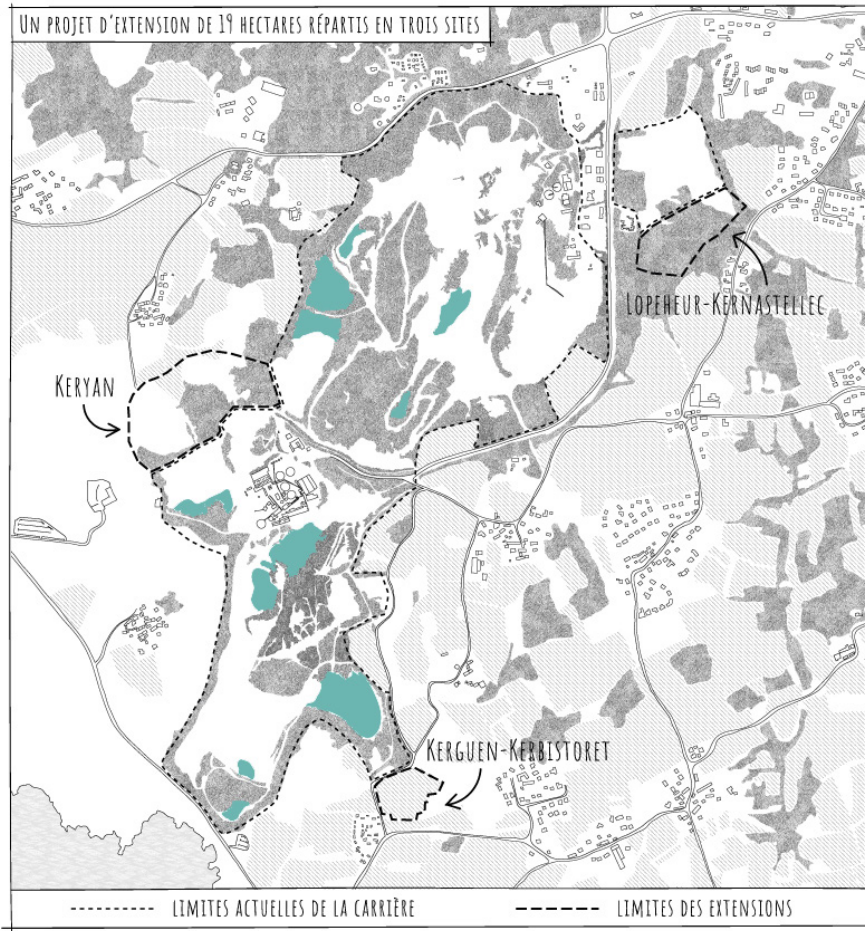 UN PROJET D'EXTENSION DE 19 HECTARES RÉPARTIS EN TROIS SITES
LOPEHEUR-KERNASTELLEC
KERYAN
KERGUEN-KERBISTORET
LIMITES ACTUELLES DE LA CARRIÈRE
LIMITES DES EXTENSIONS